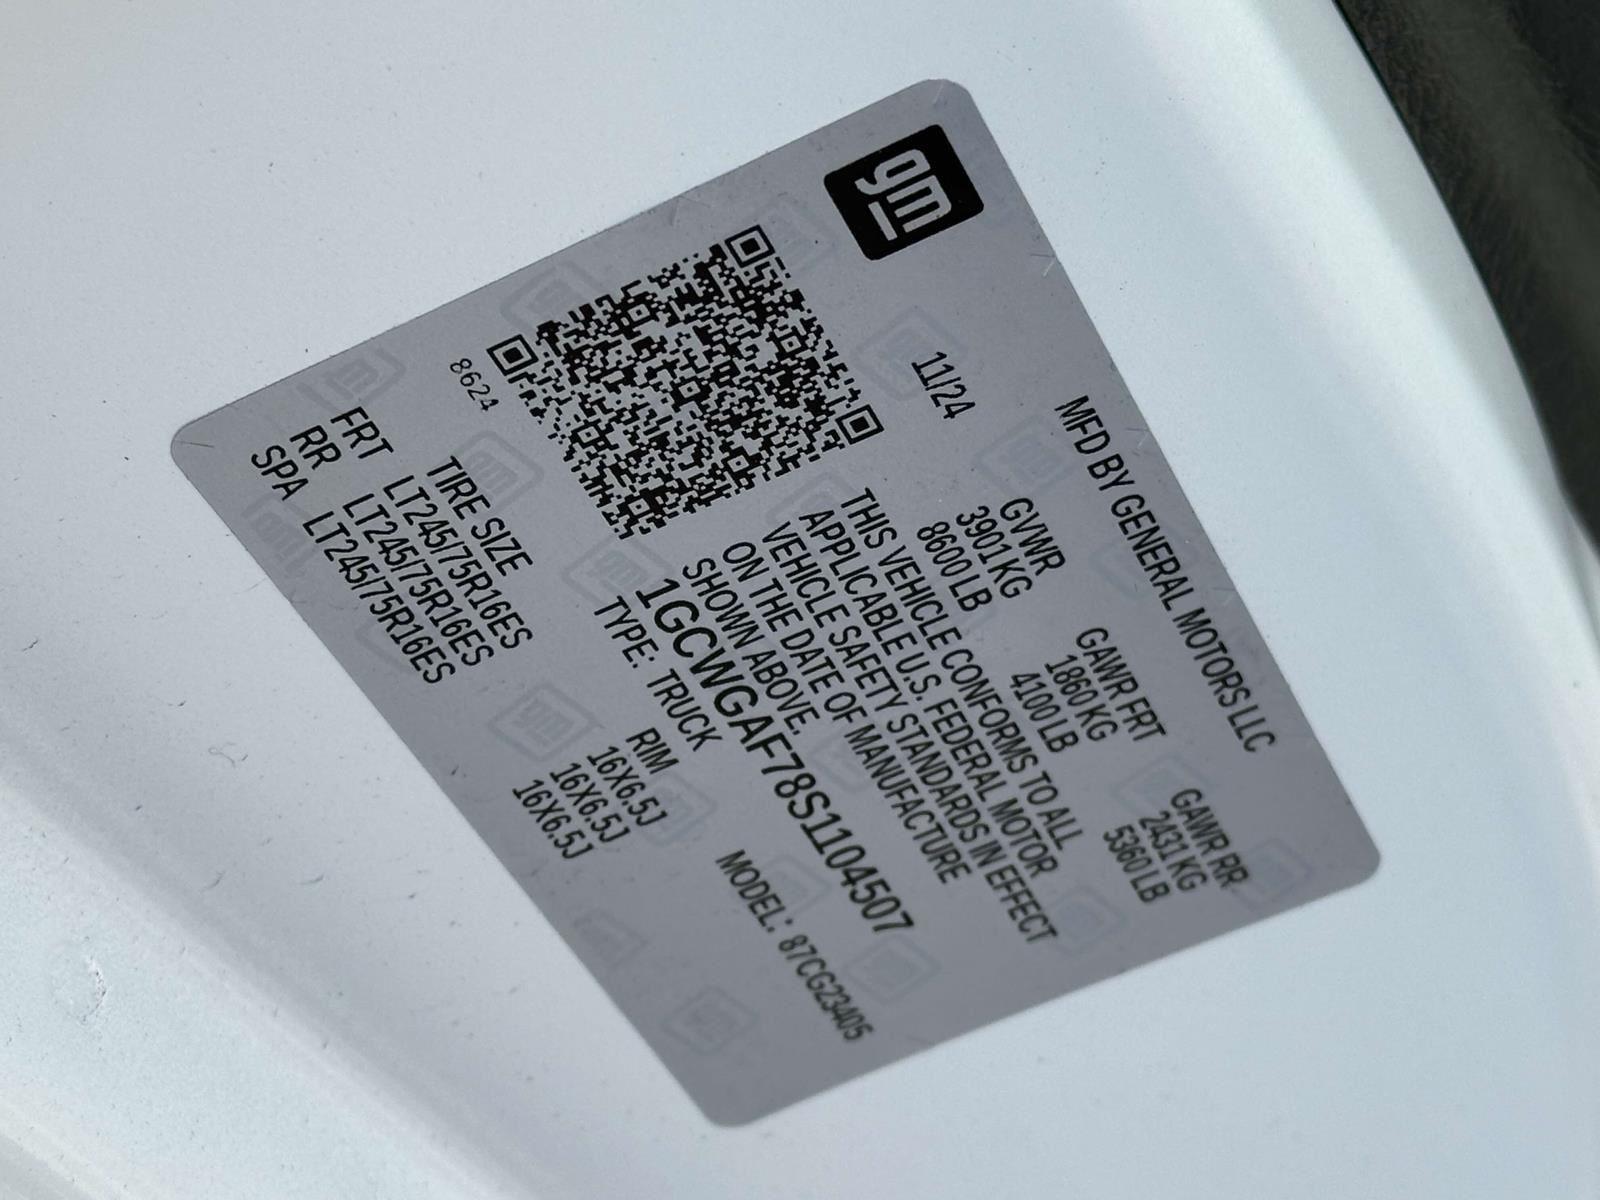 gm
MFD BY GENERAL MOTORS LLC
11/24
GVWR GAWR FRT GAWR RR
3901 KG 1860 KG 2431 KG
8600 LB 4100 LB 5360 LB
THIS VEHICLE CONFORMS TO ALL
APPLICABLE U.S. FEDERAL MOTOR
VEHICLE SAFETY STANDARDS IN EFFECT
ON THE DATE OF MANUFACTURE
SHOWN ABOVE.
1GCWGAF78S1104507
TYPE: TRUCK MODEL: 87CG23405
8624
TIRE SIZE RIM
FRT LT245/75R16ES 16X6.5J
RR LT245/75R16ES 16X6.5J
SPA LT245/75R16ES 16X6.5J